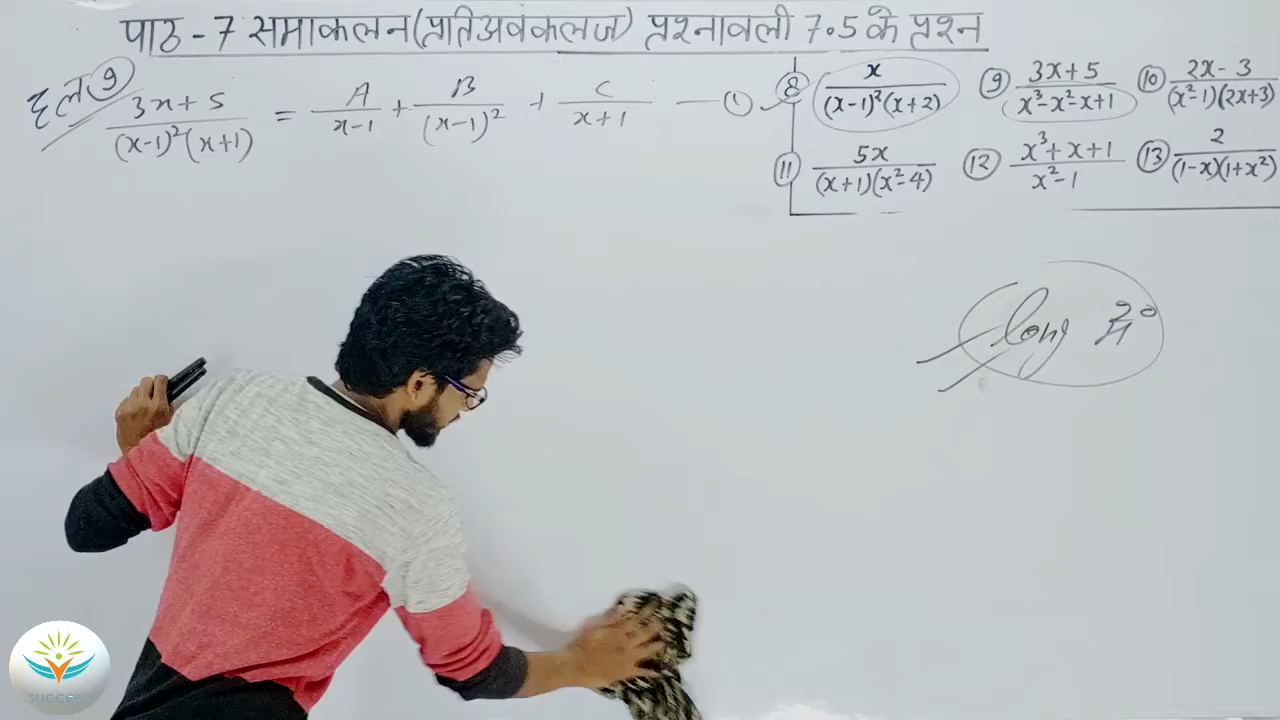 पाठ - 7 समाकलन(प्रतिअवकलज) प्रश्नावली 7.5 के प्रश्न
हल 9 (3x+5)/((x-1)²(x+1)) = A/(x-1) + B/(x-1)² + C/(x+1) — ①
⑧ x/((x-1)²(x+2)) ⑨ (3x+5)/(x³-x²-x+1) ⑩ (2x-3)/((x²-1)(2x+3))
⑪ 5x/((x+1)(x²-4)) ⑫ (x³+x+1)/(x²-1) ⑬ 2/((1-x)(1+x²))
long में
SUCCESS